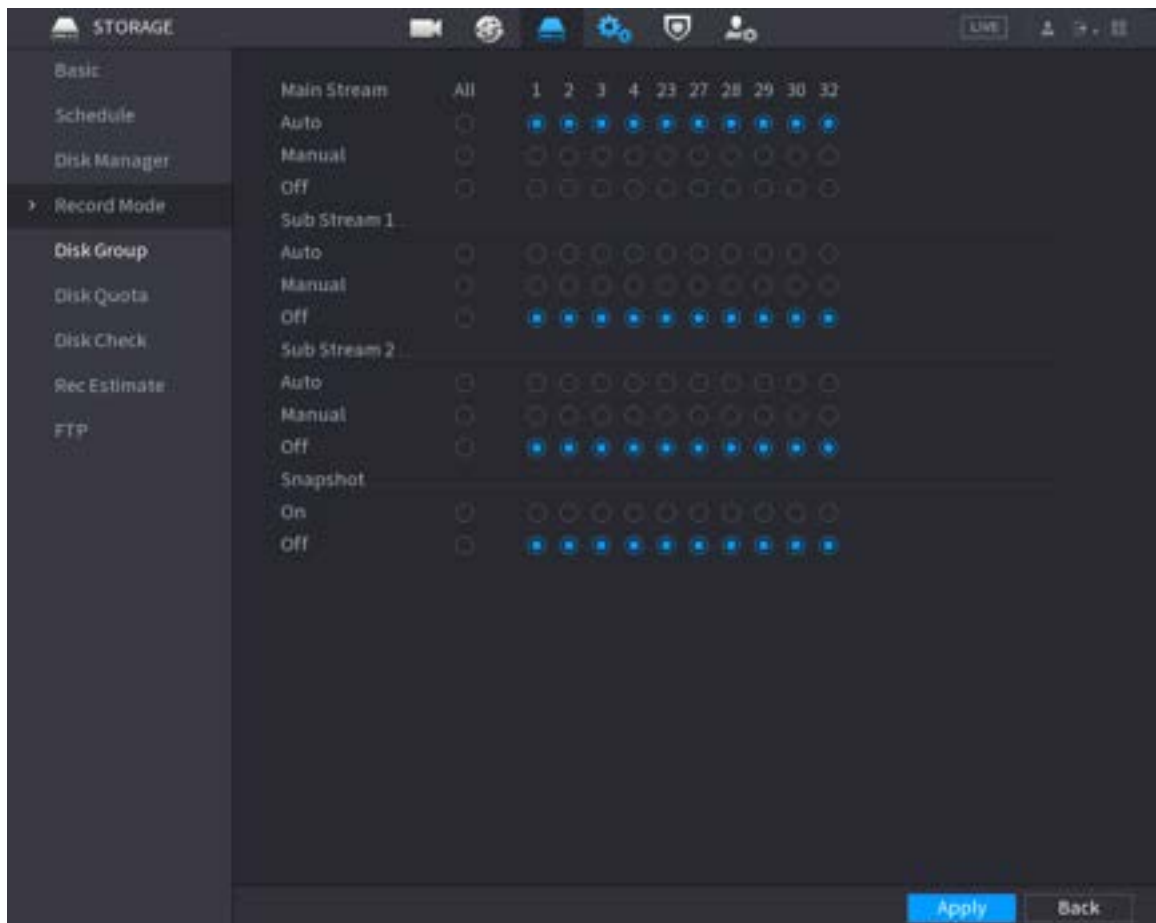 STORAGE
LIVE
Basic
Schedule
Disk Manager
Record Mode
Disk Group
Disk Quota
Disk Check
Rec Estimate
FTP
Main Stream All 1 2 3 4 23 27 28 29 30 32
Auto
Manual
Off
Sub Stream 1
Auto
Manual
Off
Sub Stream 2
Auto
Manual
Off
Snapshot
On
Off
Apply Back